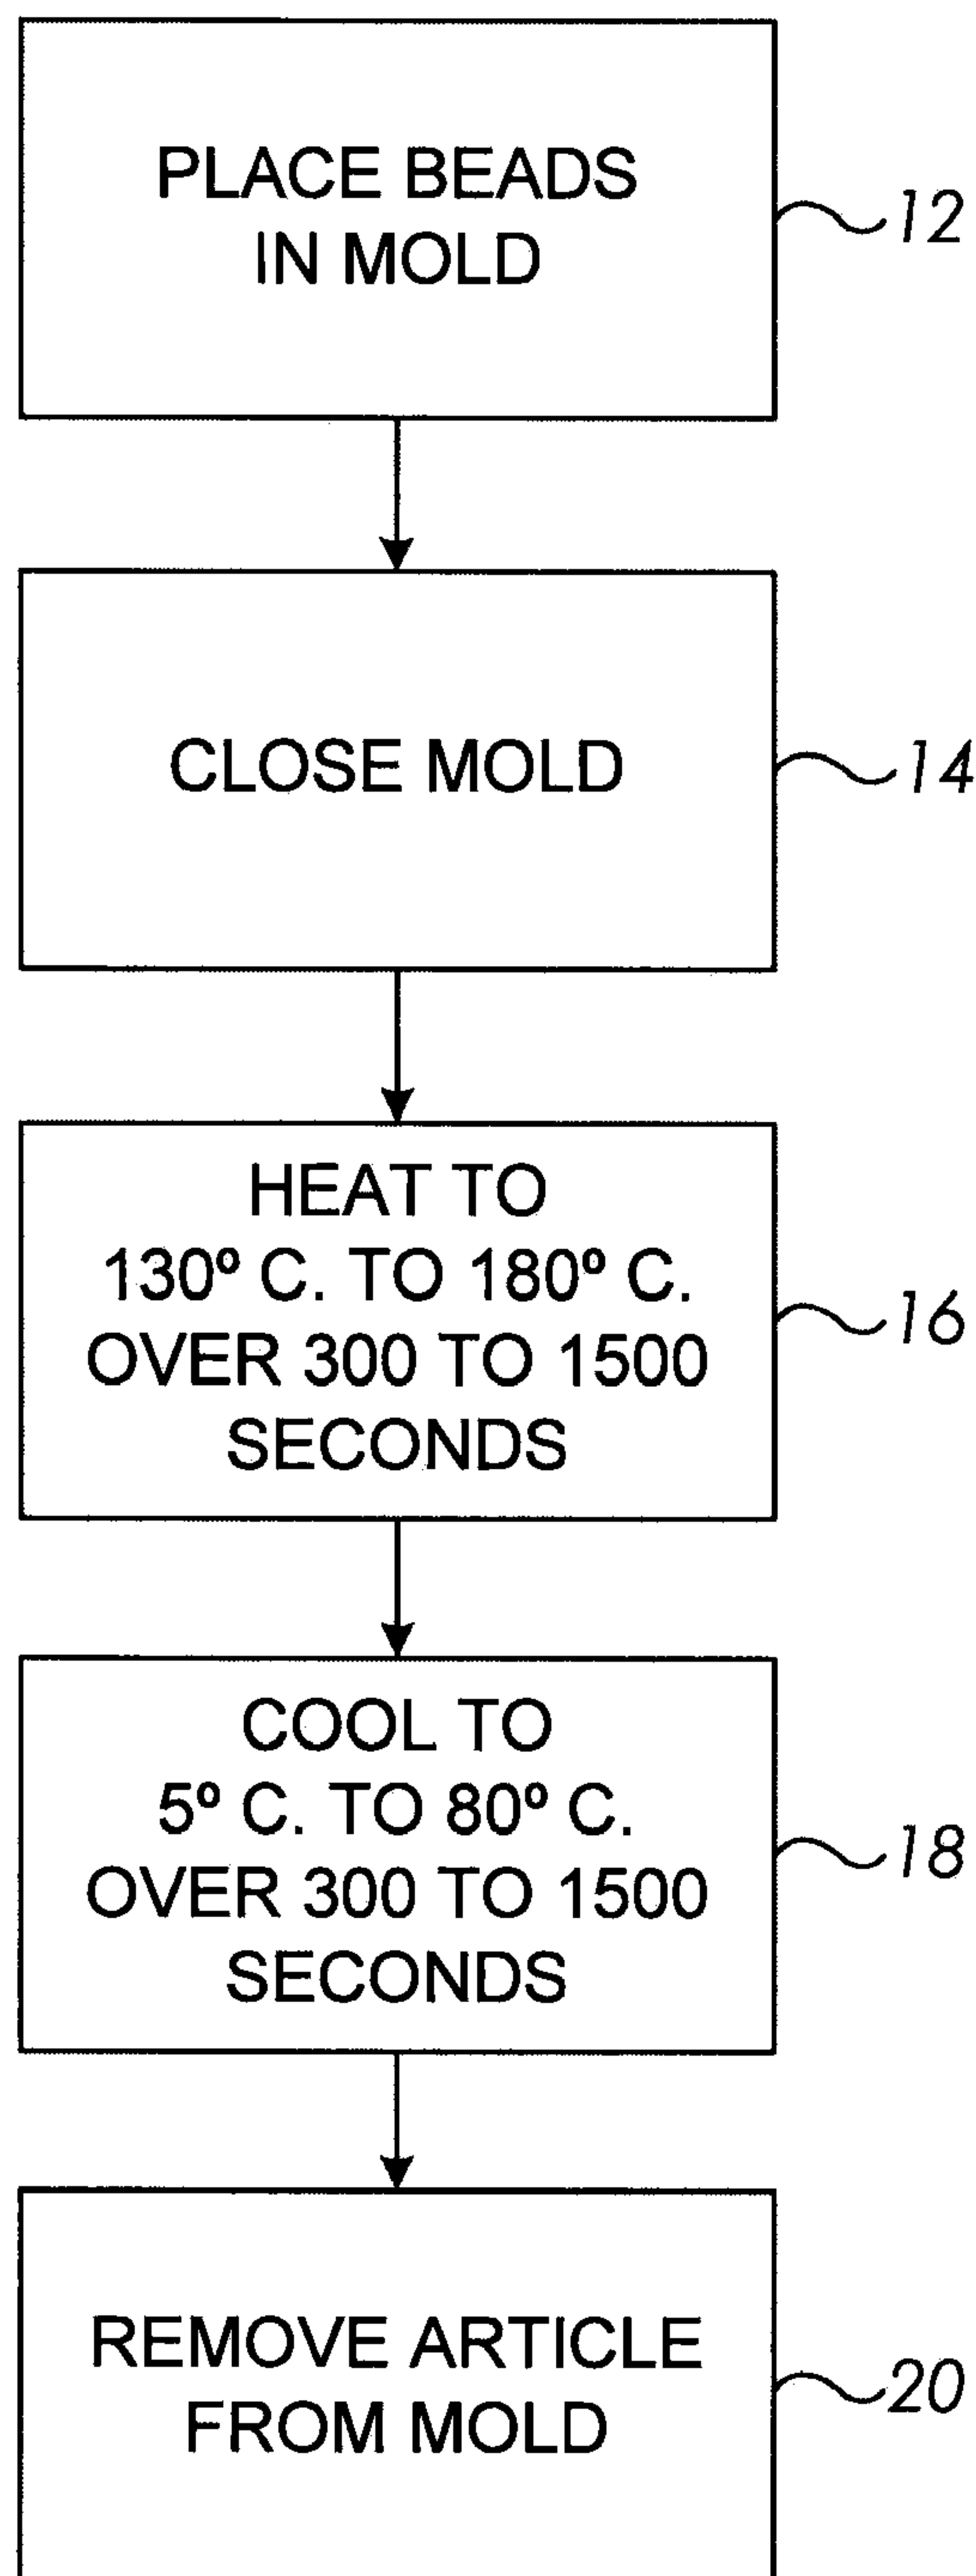 PLACE BEADS
IN MOLD
12
CLOSE MOLD
14
HEAT TO
130º C. TO 180º C.
OVER 300 TO 1500
SECONDS
16
COOL TO
5º C. TO 80º C.
OVER 300 TO 1500
SECONDS
18
REMOVE ARTICLE
FROM MOLD
20